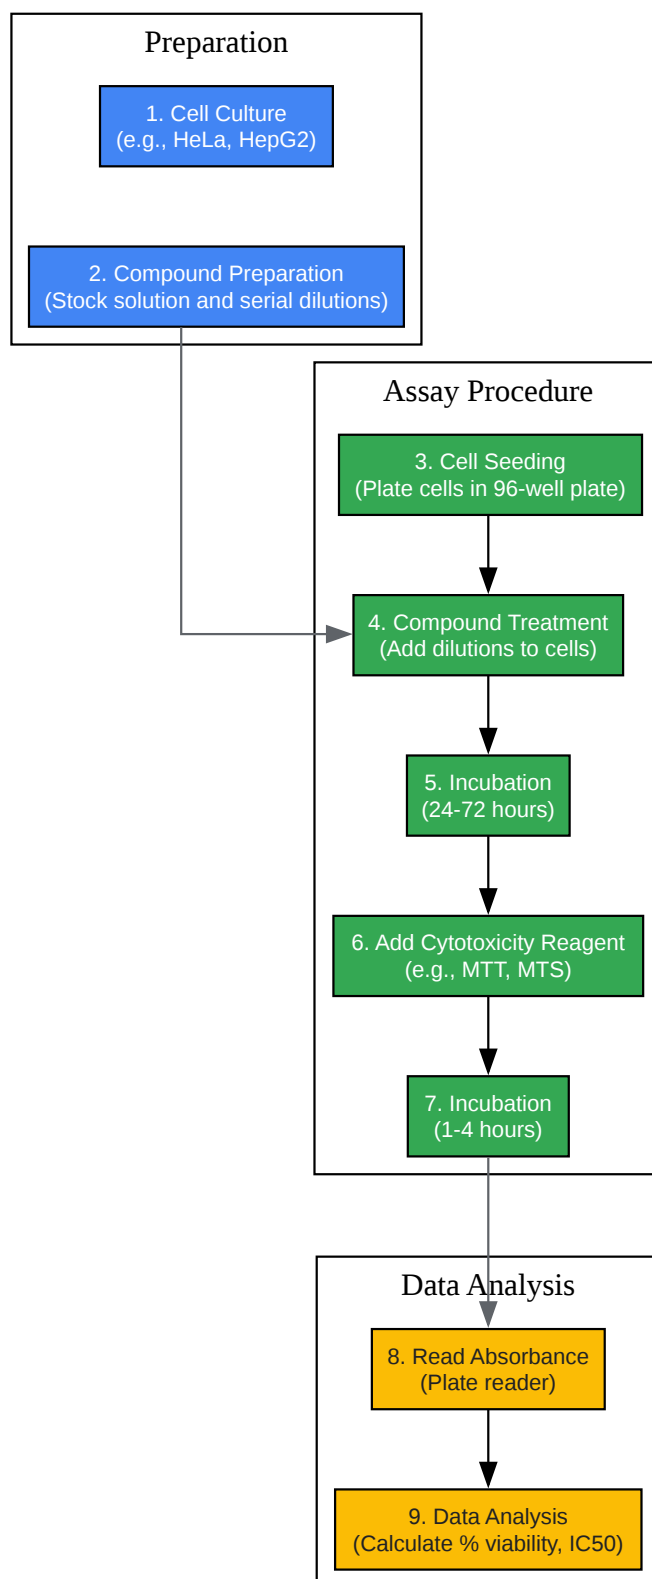 Preparation
1. Cell Culture
(e.g., HeLa, HepG2)
2. Compound Preparation
(Stock solution and serial dilutions)
Assay Procedure
3. Cell Seeding
(Plate cells in 96-well plate)
4. Compound Treatment
(Add dilutions to cells)
5. Incubation
(24-72 hours)
6. Add Cytotoxicity Reagent
(e.g., MTT, MTS)
7. Incubation
(1-4 hours)
Data Analysis
8. Read Absorbance
(Plate reader)
9. Data Analysis
(Calculate % viability, IC50)